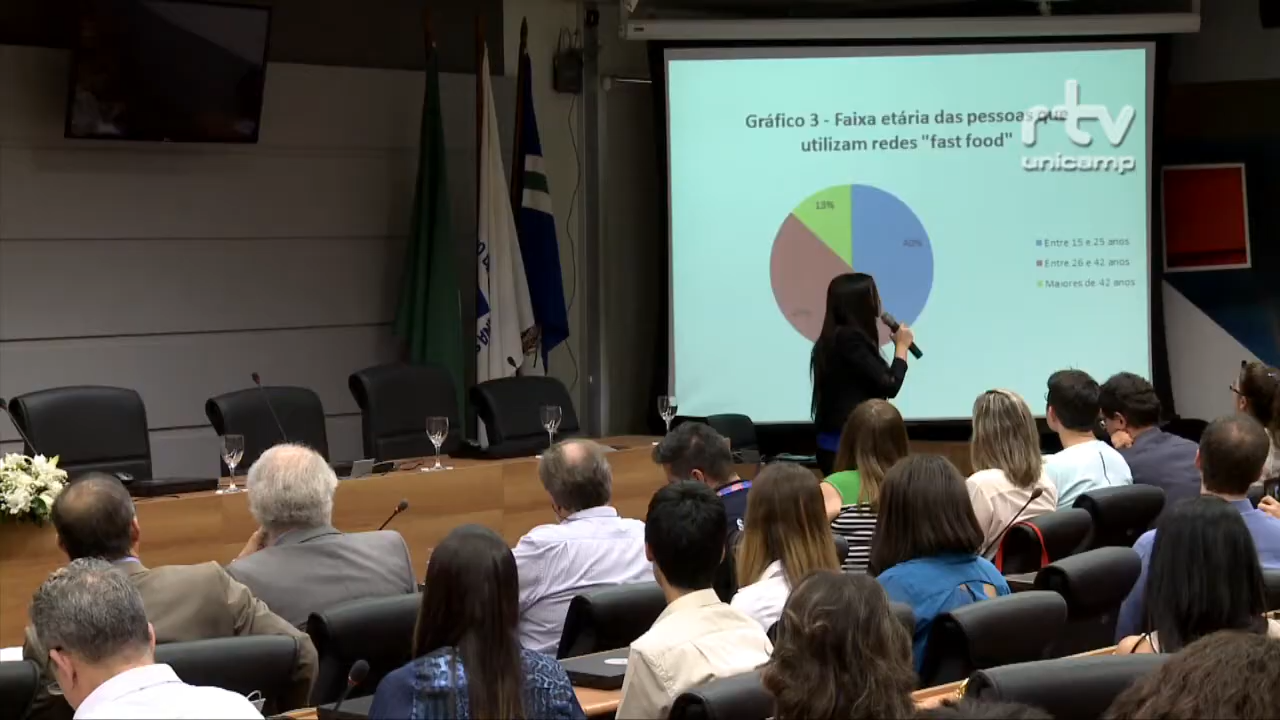 Gráfico 3 - Faixa etária das pessoas que
utilizam redes "fast food"
rtv
unicamp
13%
40%
Entre 15 e 25 anos
Entre 26 e 42 anos
Maiores de 42 anos